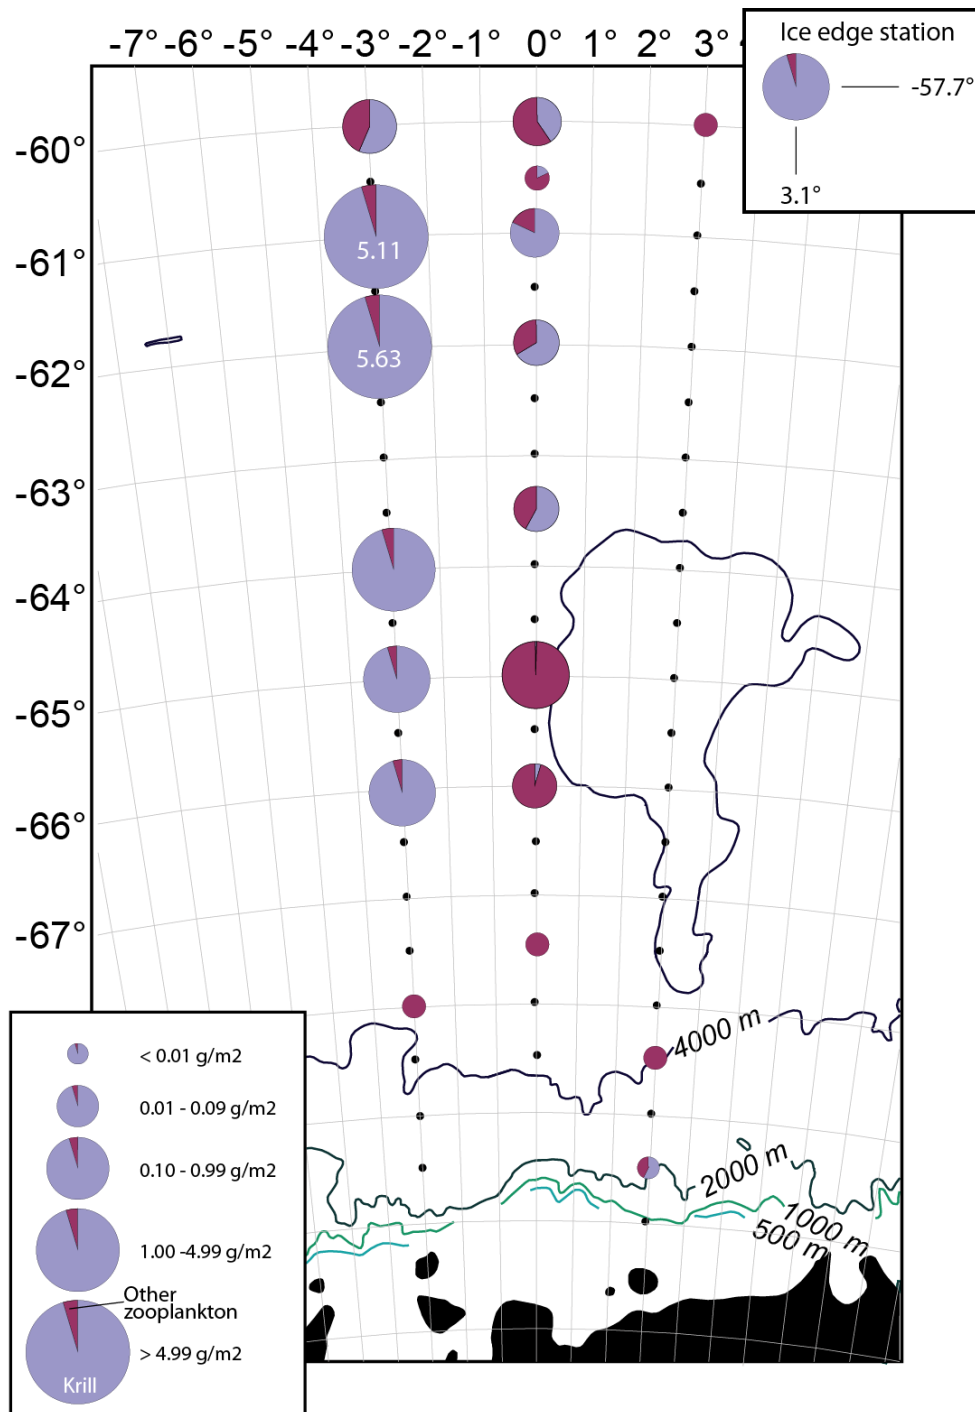 -7° -6° -5° -4° -3° -2° -1° 0° 1° 2° 3°
Ice edge station
-57.7°
3.1°
-60°
-61°
-62°
-63°
-64°
-65°
-66°
-67°
5.11
5.63
4000 m
2000 m
1000 m
500 m
< 0.01 g/m2
0.01 - 0.09 g/m2
0.10 - 0.99 g/m2
1.00 -4.99 g/m2
Other
zooplankton
> 4.99 g/m2
Krill